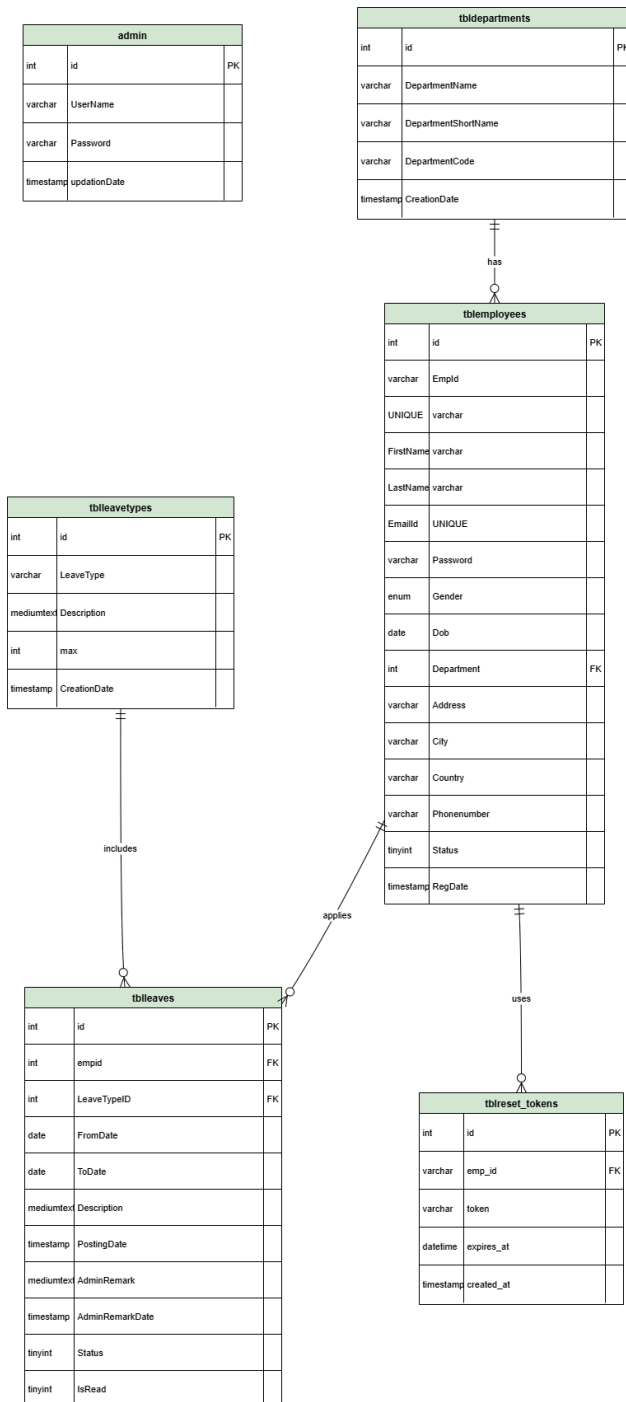 admin
int id PK
varchar UserName
varchar Password
timestamp updationDate
tbldepartments
int id PK
varchar DepartmentName
varchar DepartmentShortName
varchar DepartmentCode
timestamp CreationDate
has
tblemployees
int id PK
varchar EmpId
UNIQUE varchar
FirstName varchar
LastName varchar
EmailId UNIQUE
varchar Password
enum Gender
date Dob
int Department FK
varchar Address
varchar City
varchar Country
varchar Phonenumber
tinyint Status
timestamp RegDate
tblleavetypes
int id PK
varchar LeaveType
mediumtext Description
int max
timestamp CreationDate
includes
applies
uses
tblleaves
int id PK
int empid FK
int LeaveTypeID FK
date FromDate
date ToDate
mediumtext Description
timestamp PostingDate
mediumtext AdminRemark
timestamp AdminRemarkDate
tinyint Status
tinyint IsRead
tblreset_tokens
int id PK
varchar emp_id FK
varchar token
datetime expires_at
timestamp created_at